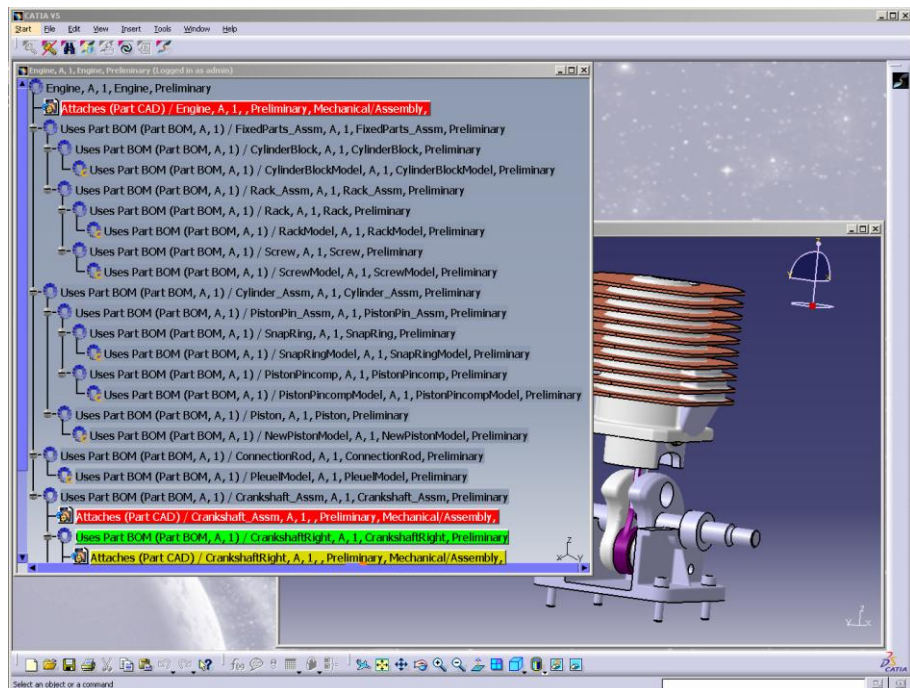 CATIA V5
Start File Edit View Insert Tools Window Help
Engine, A, 1, Engine, Preliminary (Logged in as admin)
Engine, A, 1, Engine, Preliminary
Attaches (Part CAD) / Engine, A, 1, , Preliminary, Mechanical/Assembly,
Uses Part BOM (Part BOM, A, 1) / FixedParts_Assm, A, 1, FixedParts_Assm, Preliminary
Uses Part BOM (Part BOM, A, 1) / CylinderBlock, A, 1, CylinderBlock, Preliminary
Uses Part BOM (Part BOM, A, 1) / CylinderBlockModel, A, 1, CylinderBlockModel, Preliminary
Uses Part BOM (Part BOM, A, 1) / Rack_Assm, A, 1, Rack_Assm, Preliminary
Uses Part BOM (Part BOM, A, 1) / Rack, A, 1, Rack, Preliminary
Uses Part BOM (Part BOM, A, 1) / RackModel, A, 1, RackModel, Preliminary
Uses Part BOM (Part BOM, A, 1) / Screw, A, 1, Screw, Preliminary
Uses Part BOM (Part BOM, A, 1) / ScrewModel, A, 1, ScrewModel, Preliminary
Uses Part BOM (Part BOM, A, 1) / Cylinder_Assm, A, 1, Cylinder_Assm, Preliminary
Uses Part BOM (Part BOM, A, 1) / PistonPin_Assm, A, 1, PistonPin_Assm, Preliminary
Uses Part BOM (Part BOM, A, 1) / SnapRing, A, 1, SnapRing, Preliminary
Uses Part BOM (Part BOM, A, 1) / SnapRingModel, A, 1, SnapRingModel, Preliminary
Uses Part BOM (Part BOM, A, 1) / PistonPincomp, A, 1, PistonPincomp, Preliminary
Uses Part BOM (Part BOM, A, 1) / PistonPincompModel, A, 1, PistonPincompModel, Preliminary
Uses Part BOM (Part BOM, A, 1) / Piston, A, 1, Piston, Preliminary
Uses Part BOM (Part BOM, A, 1) / NewPistonModel, A, 1, NewPistonModel, Preliminary
Uses Part BOM (Part BOM, A, 1) / ConnectionRod, A, 1, ConnectionRod, Preliminary
Uses Part BOM (Part BOM, A, 1) / PleuelModel, A, 1, PleuelModel, Preliminary
Uses Part BOM (Part BOM, A, 1) / Crankshaft_Assm, A, 1, Crankshaft_Assm, Preliminary
Attaches (Part CAD) / Crankshaft_Assm, A, 1, , Preliminary, Mechanical/Assembly,
Uses Part BOM (Part BOM, A, 1) / CrankshaftRight, A, 1, CrankshaftRight, Preliminary
Attaches (Part CAD) / CrankshaftRight, A, 1, , Preliminary, Mechanical/Assembly,
CATIA
Select an object or a command